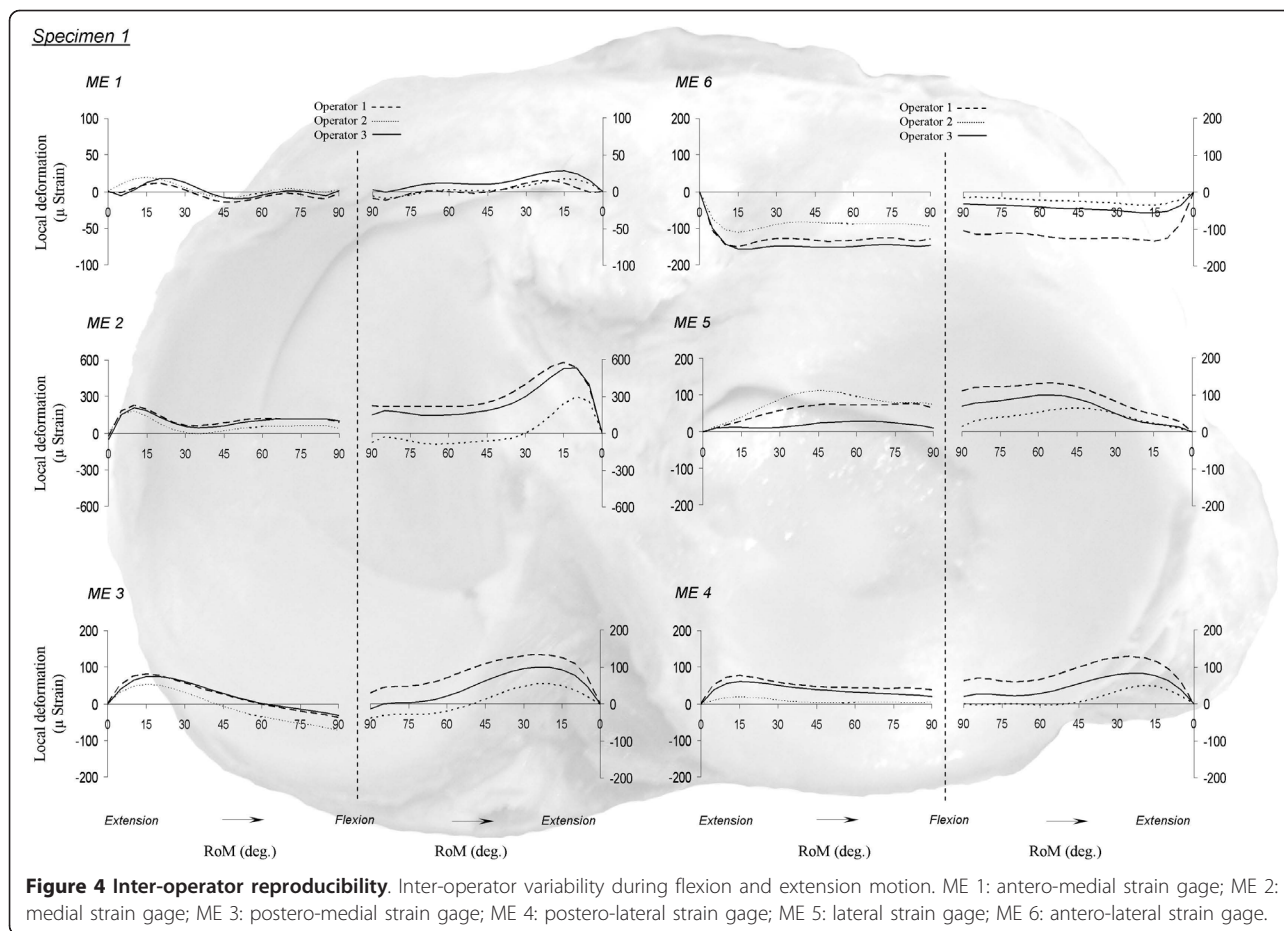 Specimen 1
ME 1
Operator 1
Operator 2
Operator 3
Local deformation
(μ Strain)
100
50
0
-50
-100
0 15 30 45 60 75 90
90 75 60 45 30 15 0
100
50
0
-50
-100
ME 6
Operator 1
Operator 2
Operator 3
200
100
0
-100
-200
0 15 30 45 60 75 90
90 75 60 45 30 15 0
200
100
0
-100
-200
ME 2
Local deformation
(μ Strain)
600
300
0
-300
-600
0 15 30 45 60 75 90
90 75 60 45 30 15 0
600
300
0
-300
-600
ME 5
200
100
0
-100
-200
0 15 30 45 60 75 90
90 75 60 45 30 15 0
200
100
0
-100
-200
ME 3
Local deformation
(μ Strain)
200
100
0
-100
-200
0 15 30 45 60 75 90
90 75 60 45 30 15 0
200
100
0
-100
-200
ME 4
200
100
0
-100
-200
0 15 30 45 60 75 90
90 75 60 45 30 15 0
200
100
0
-100
-200
Extension Flexion Extension
RoM (deg.) RoM (deg.)
Extension Flexion Extension
RoM (deg.) RoM (deg.)
Figure 4 Inter-operator reproducibility. Inter-operator variability during flexion and extension motion. ME 1: antero-medial strain gage; ME 2:
medial strain gage; ME 3: postero-medial strain gage; ME 4: postero-lateral strain gage; ME 5: lateral strain gage; ME 6: antero-lateral strain gage.